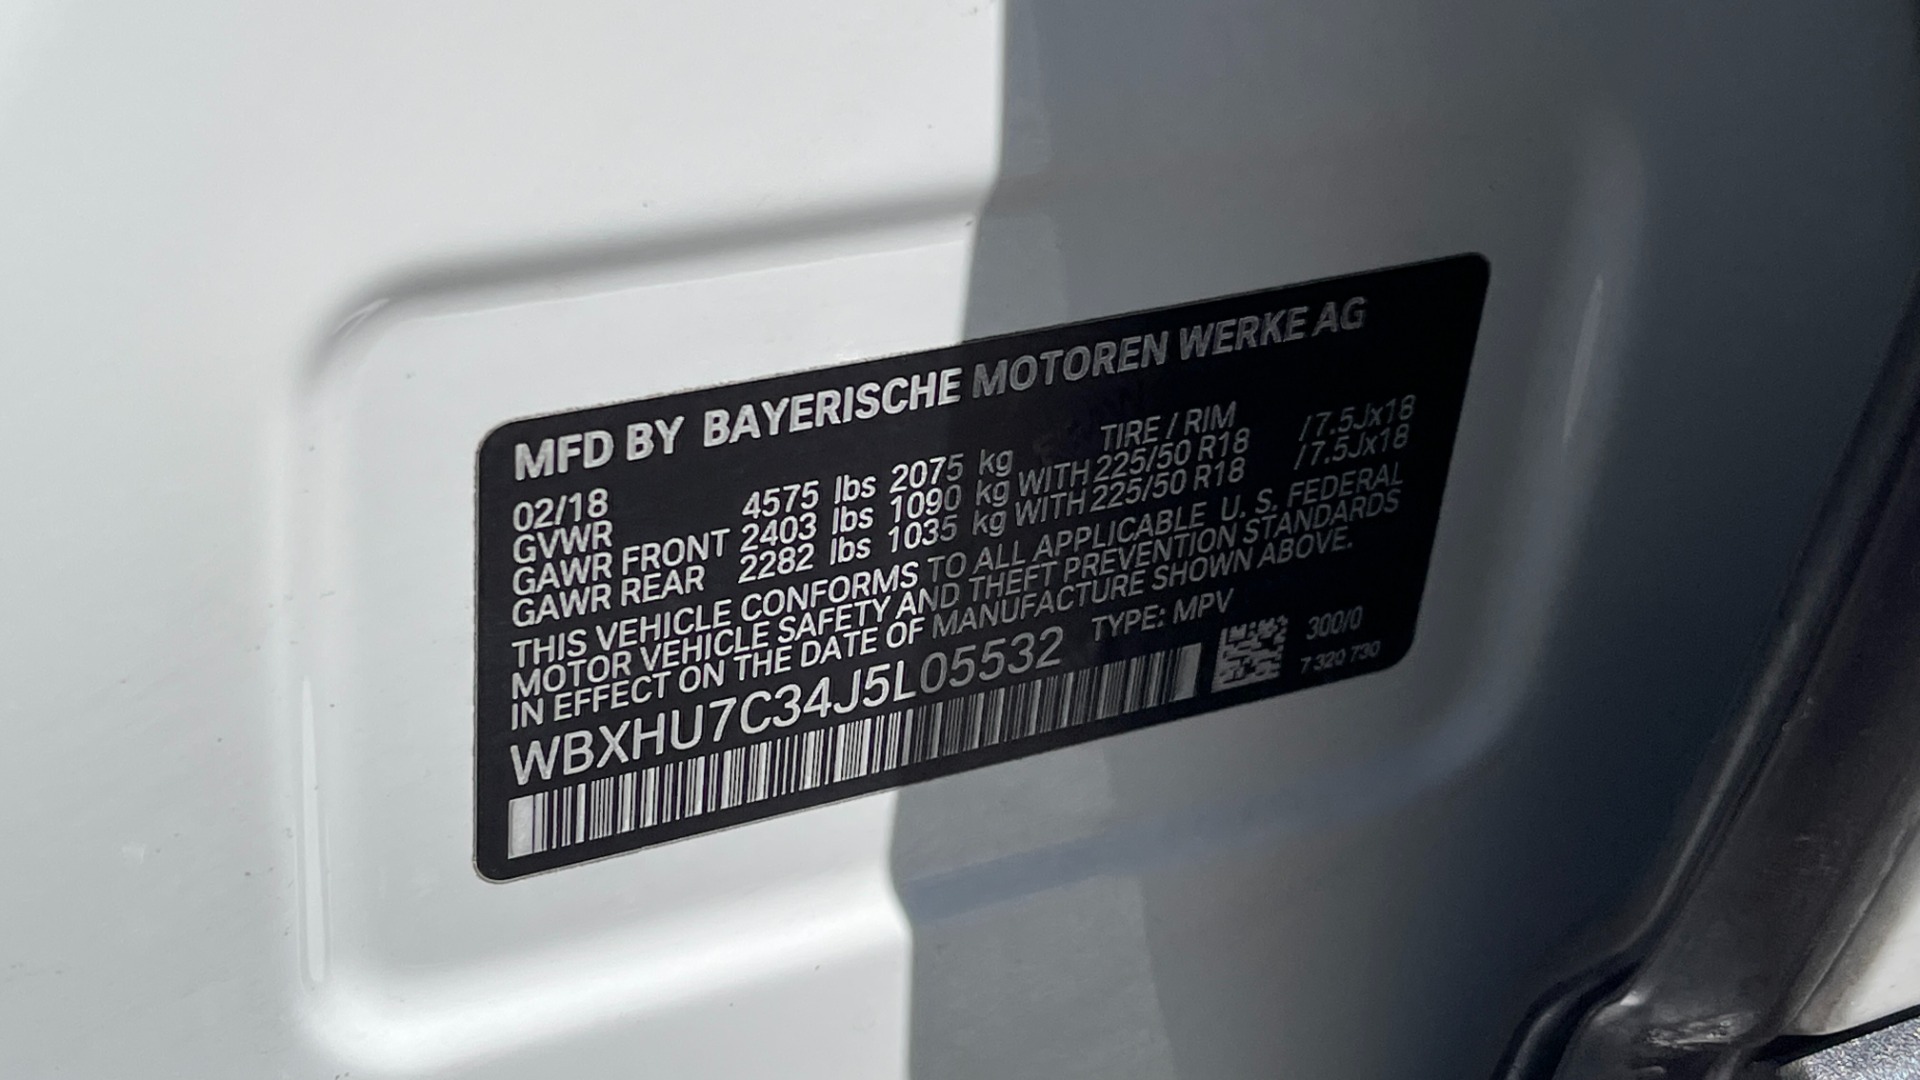 MFD BY BAYERISCHE MOTOREN WERKE AG
02/18 TIRE / RIM
GVWR 4575 lbs 2075 kg
GAWR FRONT 2403 lbs 1090 kg WITH 225/50 R18 /7.5Jx18
GAWR REAR 2282 lbs 1035 kg WITH 225/50 R18 /7.5Jx18
THIS VEHICLE CONFORMS TO ALL APPLICABLE U. S. FEDERAL
MOTOR VEHICLE SAFETY AND THEFT PREVENTION STANDARDS
IN EFFECT ON THE DATE OF MANUFACTURE SHOWN ABOVE.
WBXHU7C34J5L05532 TYPE: MPV
300/0
7 320 730